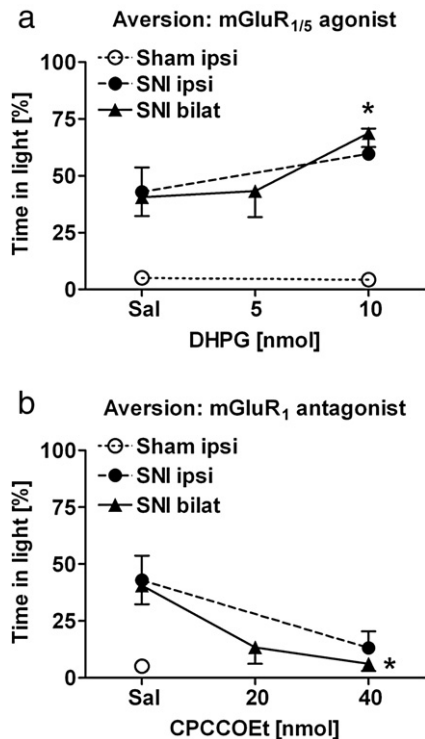 a Aversion: mGluR1/5 agonist
Sham ipsi
SNI ipsi
SNI bilat
*
Time in light [%]
100
75
50
25
0
Sal 5 10
DHPG [nmol]
b Aversion: mGluR1 antagonist
Sham ipsi
SNI ipsi
SNI bilat
Time in light [%]
100
75
50
25
0
*
Sal 20 40
CPCCOEt [nmol]